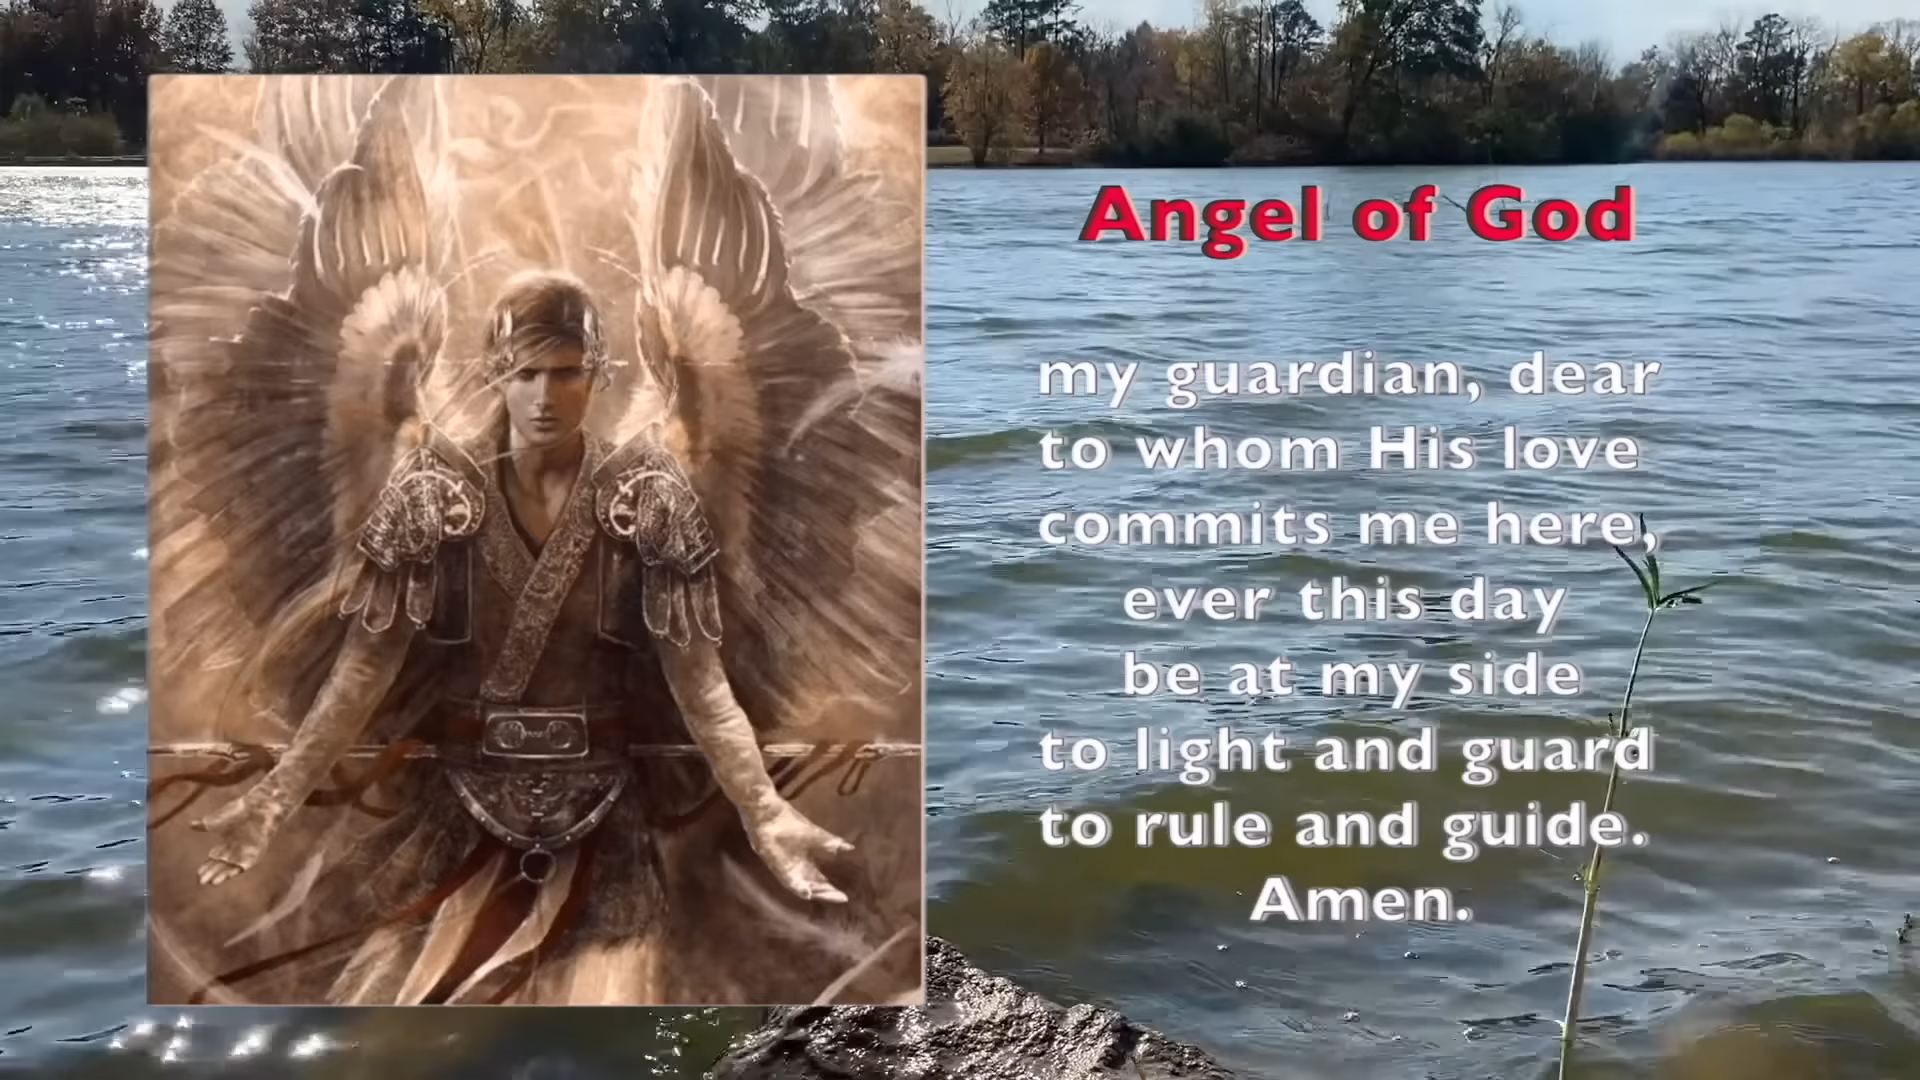 Angel of God
my guardian, dear
to whom His love
commits me here,
ever this day
be at my side
to light and guard
to rule and guide.
Amen.